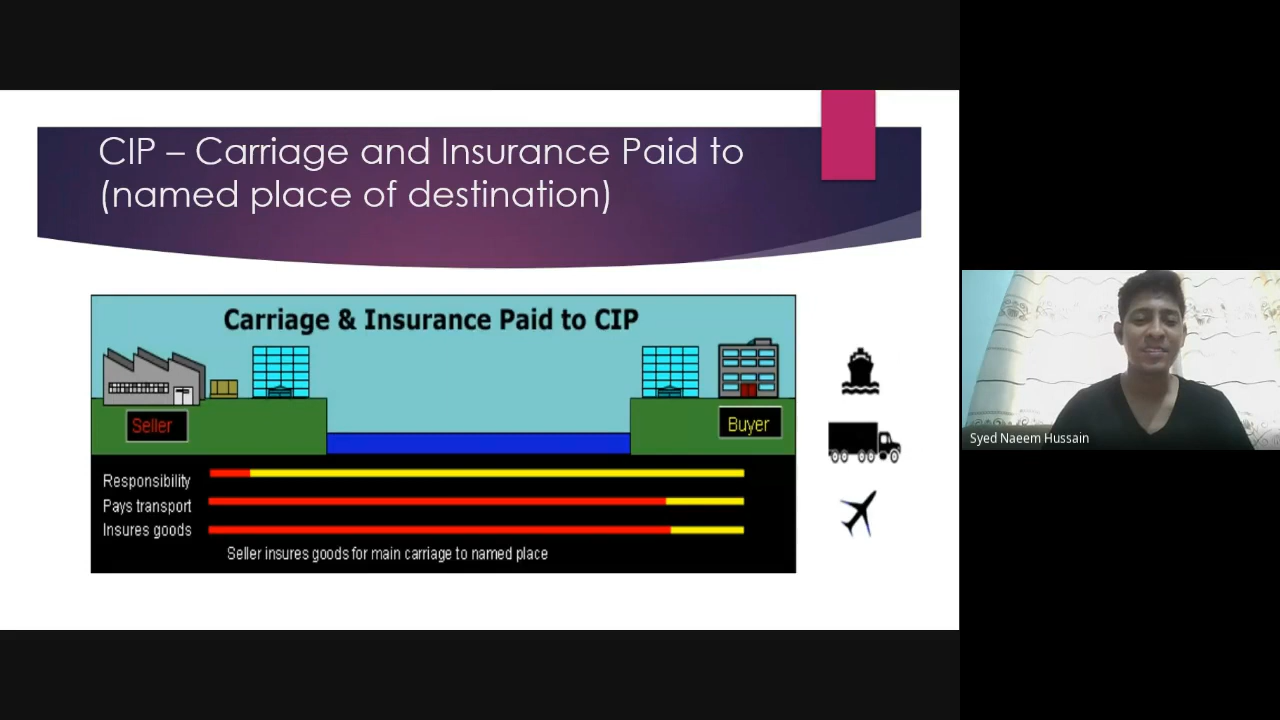 CIP – Carriage and Insurance Paid to
(named place of destination)
Carriage & Insurance Paid to CIP
Seller
Buyer
Responsibility
Pays transport
Insures goods
Seller insures goods for main carriage to named place
Syed Naeem Hussain